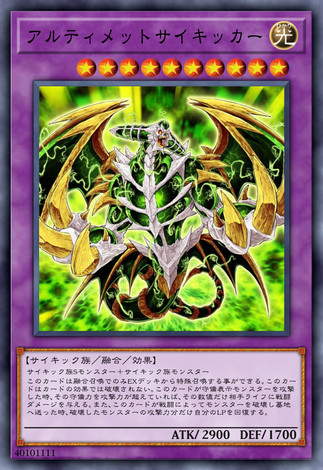 アルティメットサイキッカー
光
【サイキック族／融合／効果】
サイキック族Sモンスター＋サイキック族モンスター
このカードは融合召喚でのみEXデッキから特殊召喚する事ができる。このカ
ードはカードの効果では破壊されない。このカードが守備表示モンスターを攻撃
した時、その守備力を攻撃力が超えていれば、その数値だけ相手ライフに戦闘
ダメージを与える。また、このカードが戦闘によってモンスターを破壊し墓地
へ送った時、破壊したモンスターの攻撃力分だけ自分のLPを回復する。
ATK/ 2900 DEF/1700
40101111